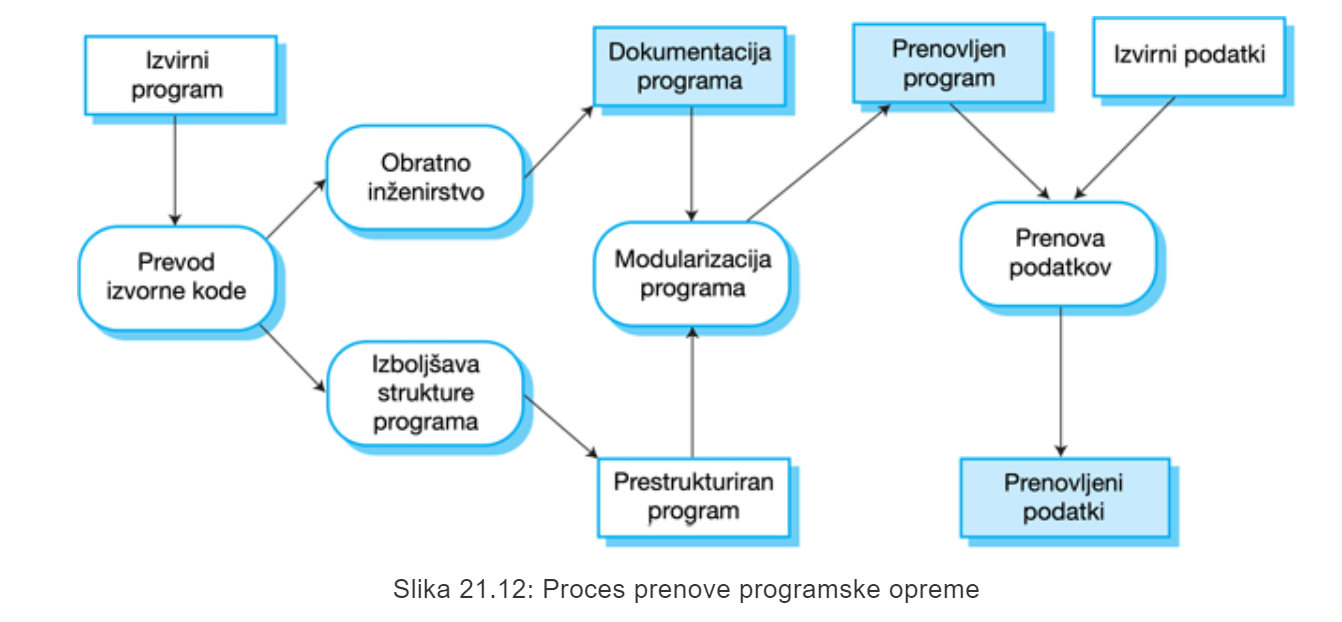 Izvirni
program
Dokumentacija
programa
Prenovljen
program
Izvirni podatki
Obratno
inženirstvo
Prevod
izvorne kode
Modularizacija
programa
Prenova
podatkov
Izboljšava
strukture
programa
Prestrukturiran
program
Prenovljeni
podatki
Slika 21.12: Proces prenove programske opreme